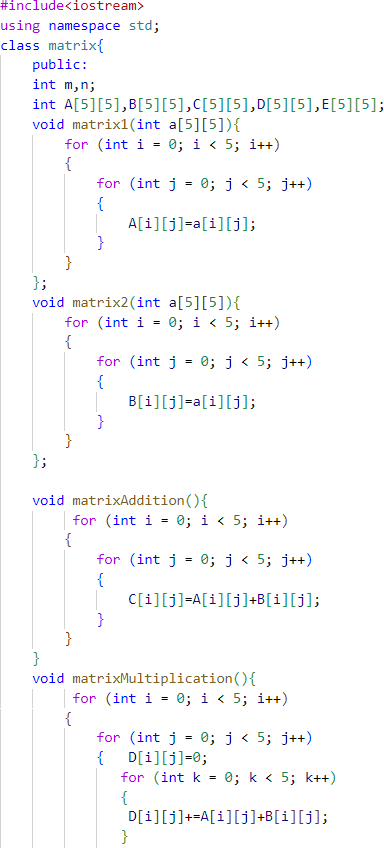 #include<iostream>
using namespace std;
class matrix{
    public:
    int m,n;
    int A[5][5],B[5][5],C[5][5],D[5][5],E[5][5];
    void matrix1(int a[5][5]){
        for (int i = 0; i < 5; i++)
        {
            for (int j = 0; j < 5; j++)
            {
                A[i][j]=a[i][j];
            }
        }
    };
    void matrix2(int a[5][5]){
        for (int i = 0; i < 5; i++)
        {
            for (int j = 0; j < 5; j++)
            {
                B[i][j]=a[i][j];
            }
        }
    };

    void matrixAddition(){
         for (int i = 0; i < 5; i++)
        {
            for (int j = 0; j < 5; j++)
            {
                C[i][j]=A[i][j]+B[i][j];
            }
        }
    }
    void matrixMultiplication(){
         for (int i = 0; i < 5; i++)
        {
            for (int j = 0; j < 5; j++)
            {   D[i][j]=0;
               for (int k = 0; k < 5; k++)
               {
                D[i][j]+=A[i][j]+B[i][j];
               }